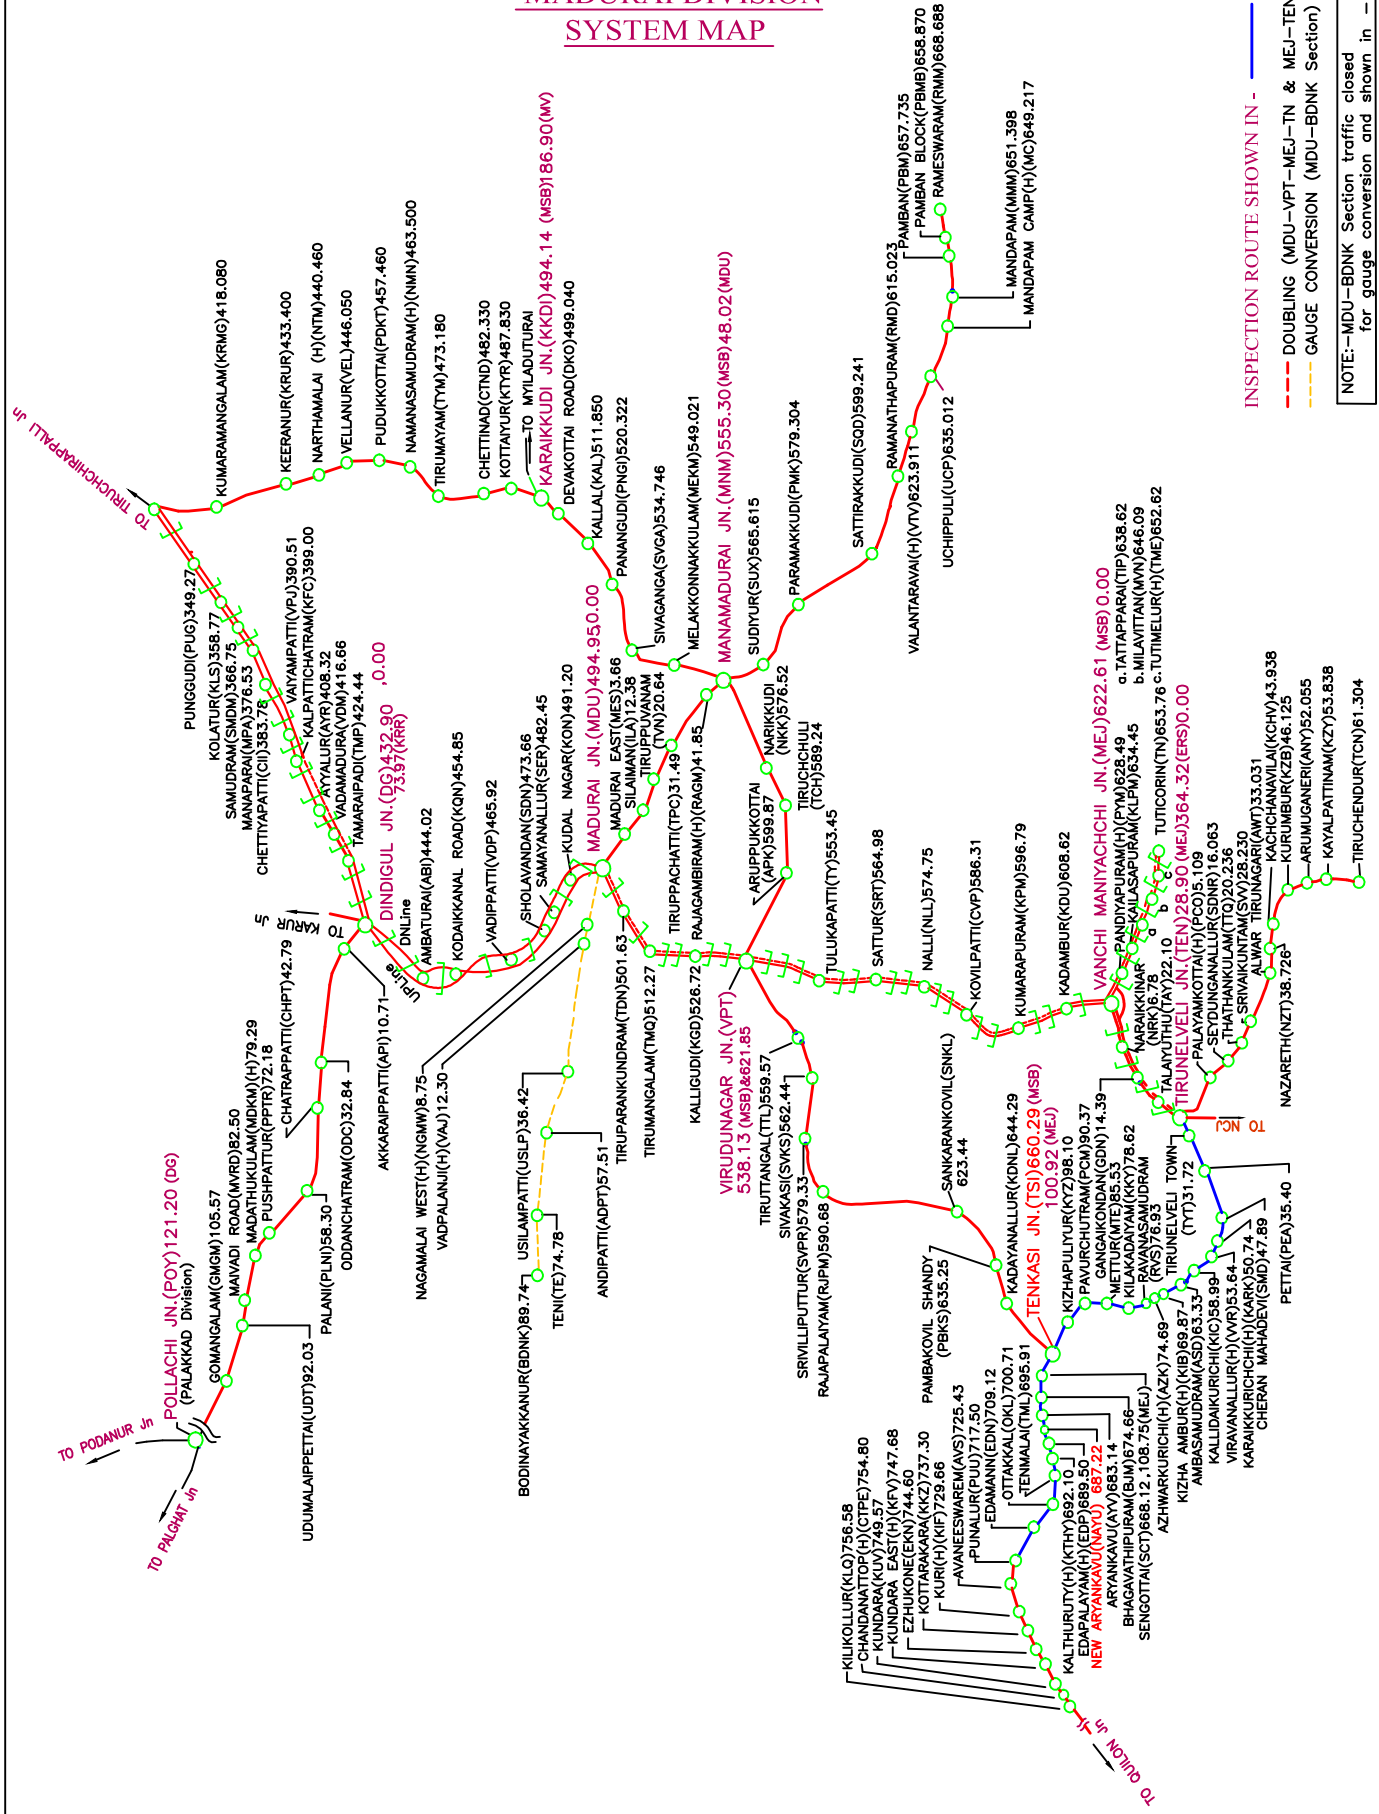 MADURAI DIVISION
SYSTEM MAP
TO TIRUCHCHIRAPPALLI Jn
KUMARAMANGALAM(KRMG)418.080
KEERANUR(KRUR)433.400
NARTHAMALAI (H)(NTM)440.460
VELLANUR(VEL)446.050
PUDUKKOTTAI(PDKT)457.460
NAMANASAMUDRAM(H)(NMN)463.500
TIRUMAYAM(TYM)473.180
CHETTINAD(CTND)482.330
KOTTAIYUR(KTYR)487.830
TO MYILADUTURAI
KARAIKKUDI JN.(KKDI)494.14 (MSB)186.90(MV)
DEVAKOTTAI ROAD(DKO)499.040
KALLAL(KAL)511.850
PANANGUDI(PNGI)520.322
SIVAGANGA(SVGA)534.746
MELAKKONNAKKULAM(MEKM)549.021
MANAMADURAI JN.(MNM)555.30(MSB)48.02(MDU)
SUDIYUR(SUX)565.615
PARAMAKKUDI(PMK)579.304
SATTIRAKKUDI(SQD)599.241
RAMANATHAPURAM(RMD)615.023
VALANTARAVAI(H)(VTV)623.911
UCHIPPULI(UCP)635.012
MANDAPAM CAMP(H)(MC)649.217
MANDAPAM(MMM)651.398
PAMBAN(PBM)657.735
PAMBAN BLOCK(PBMB)658.870
RAMESWARAM(RMM)668.688
PUNGGUDI(PUG)349.27
KOLATUR(KLS)358.77
SAMUDRAM(SMDM)366.75
MANAPARAI(MPA)376.53
CHETTIYAPATTI(CII)383.78
VAIYAMPATTI(VPJ)390.51
KALPATTICHATRAM(KFC)399.00
AYYALUR(AYR)408.32
VADAMADURA(VDM)416.66
TAMARAIPADI(TMP)424.44
DINDIGUL JN.(DG)432.90 ,0.00
73.97(KRR)
TO KARUR Jn
DNLine
UPLine
AMBATURAI(ABI)444.02
KODAIKKANAL ROAD(KQN)454.85
VADIPPATTI(VDP)465.92
SHOLAVANDAN(SDN)473.66
SAMAYANALLUR(SER)482.45
KUDAL NAGAR(KON)491.20
MADURAI JN.(MDU)494.95,0.00
MADURAI EAST(MES)3.66
SILAIMAN(ILA)12.38
TIRUPPUVANAM
(TVN)20.64
TIRUPPACHATTI(TPC)31.49
RAJAGAMBIRAM(H)(RAGM)41.85
NARIKKUDI
(NKK)576.52
TIRUCHCHULI
(TCH)589.24
ARUPPUKKOTTAI
(APK)599.87
AKKARAIPPATTI(API)10.71
ODDANCHATRAM(ODC)32.84
CHATRAPPATTI(CHPT)42.79
PALANI(PLNI)58.30
PUSHPATTUR(PPTR)72.18
MADATHUKULAM(MDKM)(H)79.29
MAIVADI ROAD(MVRD)82.50
UDUMALAIPPETTAI(UDT)92.03
GOMANGALAM(GMGM)105.57
POLLACHI JN.(POY)121.20 (DG)
(PALAKKAD Division)
TO PODANUR Jn
TO PALGHAT Jn
NAGAMALAI WEST(H)(NGMW)8.75
VADPALANJI(H)(VAJ)12.30
USILAMPATTI(USLP)36.42
ANDIPATTI(ADPT)57.51
TENI(TE)74.78
BODINAYAKKANUR(BDNK)89.74
TIRUPARANKUNDRAM(TDN)501.63
TIRUMANGALAM(TMQ)512.27
KALLIGUDI(KGD)526.72
VIRUDUNAGAR JN.(VPT)
538.13 (MSB)&621.85
TULUKAPATTI(TY)553.45
SATTUR(SRT)564.98
NALLI(NLL)574.75
KOVILPATTI(CVP)586.31
KUMARAPURAM(KPM)596.79
KADAMBUR(KDU)608.62
VANCHI MANIYACHCHI JN.(MEJ)622.61 (MSB) 0.00
PANDIYAPURAM(H)(PYM)628.49
KAILASAPURAM(KLPM)634.45
a.TATTAPPARAI(TIP)638.62
b.MILAVITTAN(MVN)646.09
c.TUTIMELUR(H)(TME)652.62
a
b
c
TUTICORIN(TN)653.76
NARAIKKINAR
(NRK)6.78
GANGAIKONDAN(GDN)14.39
TALAIYUTHU(TAY)22.10
TIRUNELVELI JN.(TEN)28.90 (MEJ)364.32(ERS)0.00
TO NCJ
PALAYAMKOTTAI(H)(PCO)5.109
SEYDUNGANALLUR(SDNR)16.063
THATHANKULAM(TTQ)20.236
SRIVAIKUNTAM(SVV)28.230
ALWAR TIRUNAGARI(AWT)33.031
NAZARETH(NZT)38.726
KACHCHANAVILAI(KCHV)43.938
KURUMBUR(KZB)46.125
ARUMUGANERI(ANY)52.055
KAYALPATTINAM(KZY)53.838
TIRUCHENDUR(TCN)61.304
TIRUTTANGAL(TTL)559.57
SIVAKASI(SVKS)562.44
SRIVILLIPUTTUR(SVPR)579.33
RAJAPALAIYAM(RJPM)590.68
SANKARANKOVIL(SNKL)
623.44
PAMBAKOVIL SHANDY
(PBKS)635.25
KADAYANALLUR(KDNL)644.29
TENKASI JN.(TSI)660.29 (MSB)
100.92 (MEJ)
KIZHAPULIYUR(KYZ)98.10
PAVURCHUTRAM(PCM)90.37
METTUR(MTE)85.53
KILAKADAIYAM(KKY)78.62
RAVANASAMUDRAM
(RVS)76.93
AZHWARKURICHI(H)(AZK)74.69
KIZHA AMBUR(H)(KIB)69.87
AMBASAMUDRAM(ASD)63.33
KALLIDAIKURICHI(KIC)58.99
VIRAVANALLUR(H)(VVR)53.64
KARAIKKURICHCHI(H)(KARK)50.74
CHERAN MAHADEVI(SMD)47.89
PETTAI(PEA)35.40
TIRUNELVELI TOWN
(TYT)31.72
SENGOTTAI(SCT)668.12,108.75(MEJ)
BHAGAVATHIPURAM(BJM)674.66
ARYANKAVU(AYV)683.14
NEW ARYANKAVU(NAYU) 687.22
EDAPALAYAM(H)(EDP)689.50
KALTHURUTY(H)(KTHY)692.10
TENMALAI(TML)695.91
OTTAKKAL(OKL)700.71
EDAMANN(EDN)709.12
PUNALUR(PUU)717.50
AVANEESWAREM(AVS)725.43
KURI(H)(KIF)729.66
KOTTARAKARA(KKZ)737.30
EZHUKONE(EKN)744.60
KUNDARA EAST(H)(KFV)747.68
KUNDARA(KUV)749.57
CHANDANATTOP(H)(CTPE)754.80
KILIKOLLUR(KLQ)756.58
TO QUILON Jn
INSPECTION ROUTE SHOWN IN -
DOUBLING (MDU-VPT-MEJ-TN & MEJ-TEN
GAUGE CONVERSION (MDU-BDNK Section)
NOTE:-MDU-BDNK Section traffic closed
for gauge conversion and shown in -